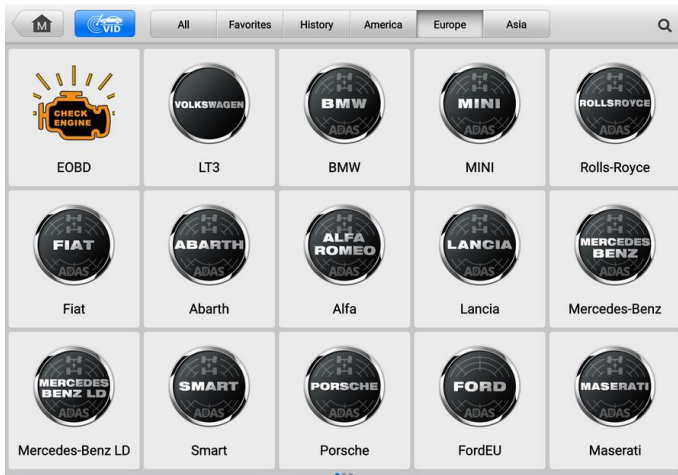 M
VID
All
Favorites
History
America
Europe
Asia
CHECK
ENGINE
EOBD
VOLKSWAGEN
LT3
BMW
ADAS
BMW
MINI
ADAS
MINI
ROLLSROYCE
ADAS
Rolls-Royce
FIAT
ADAS
Fiat
ABARTH
ADAS
Abarth
ALFA
ROMEO
ADAS
Alfa
LANCIA
ADAS
Lancia
MERCEDES
BENZ
ADAS
Mercedes-Benz
MERCEDES
BENZ LD
ADAS
Mercedes-Benz LD
SMART
ADAS
Smart
PORSCHE
ADAS
Porsche
FORD
ADAS
FordEU
MASERATI
ADAS
Maserati